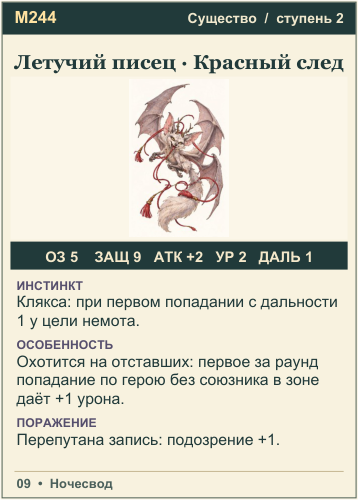 M244
Существо / ступень 2
Летучий писец · Красный след
ОЗ 5 ЗАЩ 9 АТК +2 УР 2 ДАЛЬ 1
ИНСТИНКТ
Клякса: при первом попадании с дальности
1 у цели немота.
ОСОБЕННОСТЬ
Охотится на отставших: первое за раунд
попадание по герою без союзника в зоне
даёт +1 урона.
ПОРАЖЕНИЕ
Перепутана запись: подозрение +1.
09 • Ночесвод